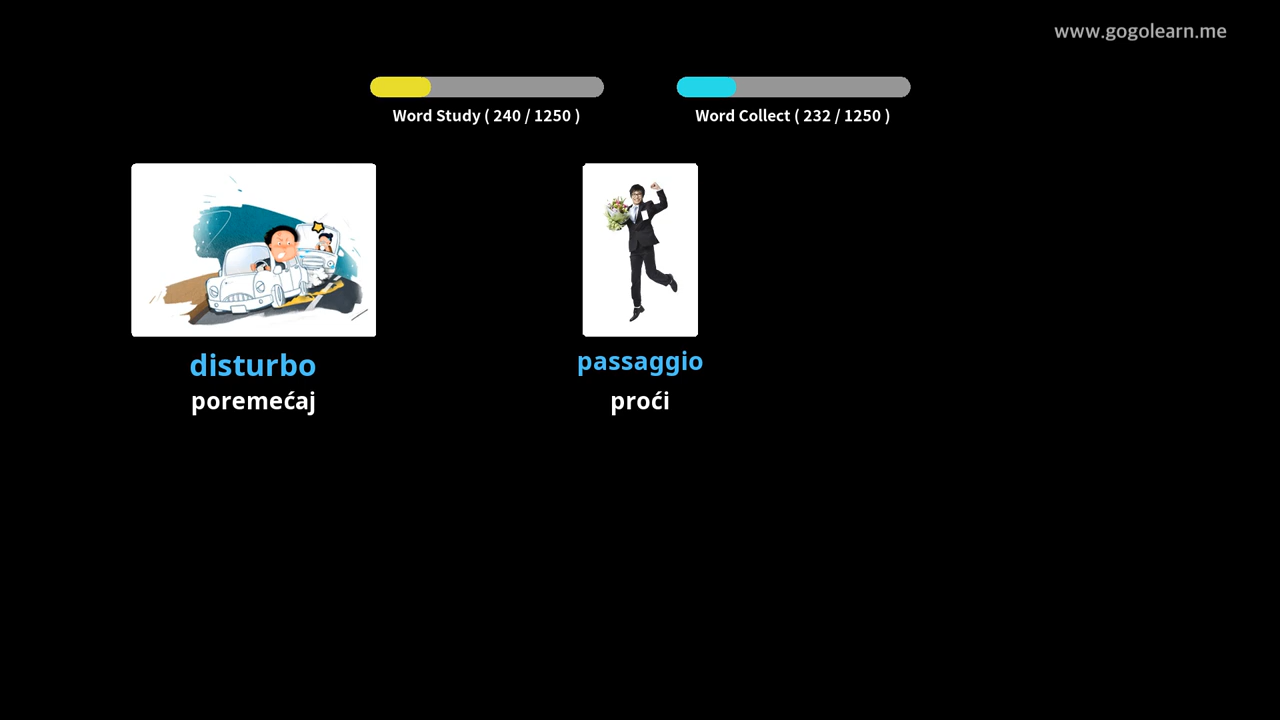 www.gogolearn.me
Word Study ( 240 / 1250 )
Word Collect ( 232 / 1250 )
disturbo
poremećaj
passaggio
proći